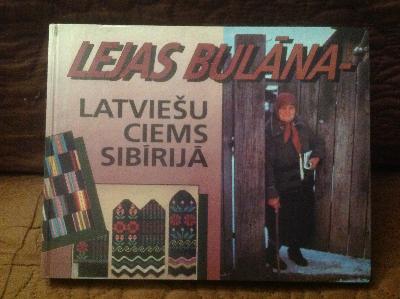 LEJAS BULĀNA-
LATVIEŠU
CIEMS
SIBĪRIJĀ